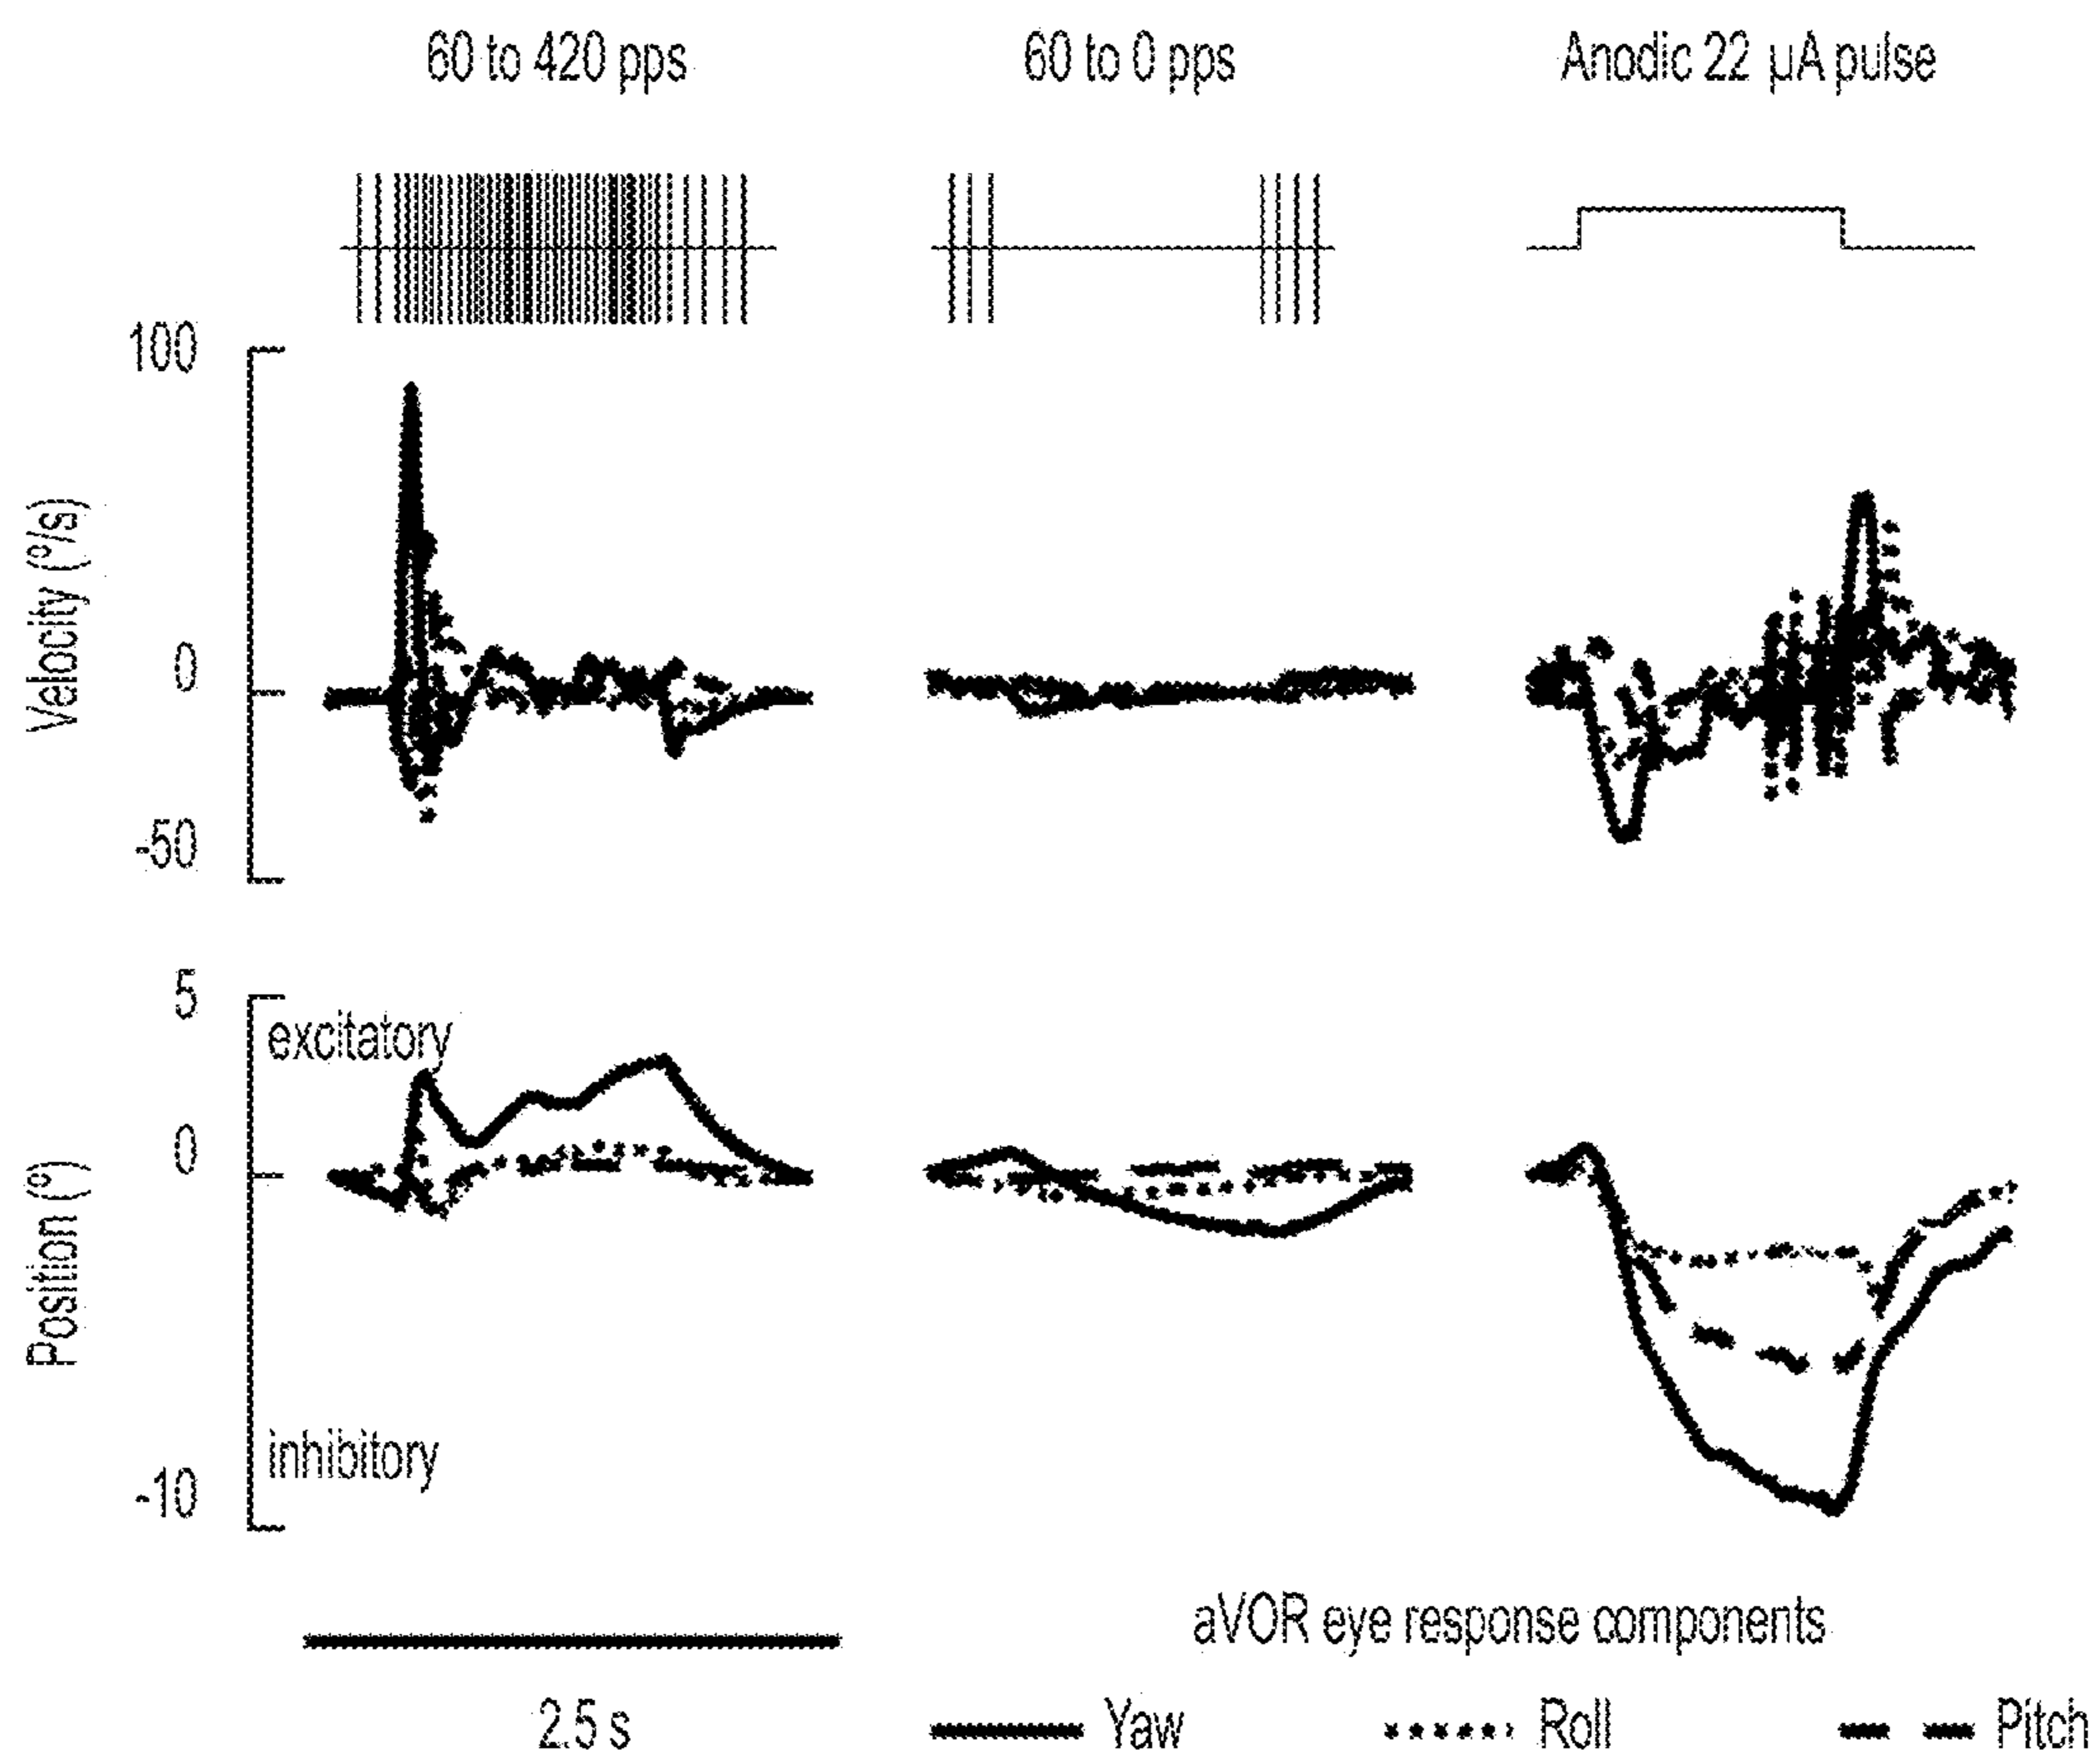 60 to 420 pps
60 to 0 pps
Anodic 22 µA pulse
100
0
-50
Velocity (º/s)
5
excitatory
0
inhibitory
-10
Position (º)
2.5 s
aVOR eye response components
Yaw
Roll
Pitch